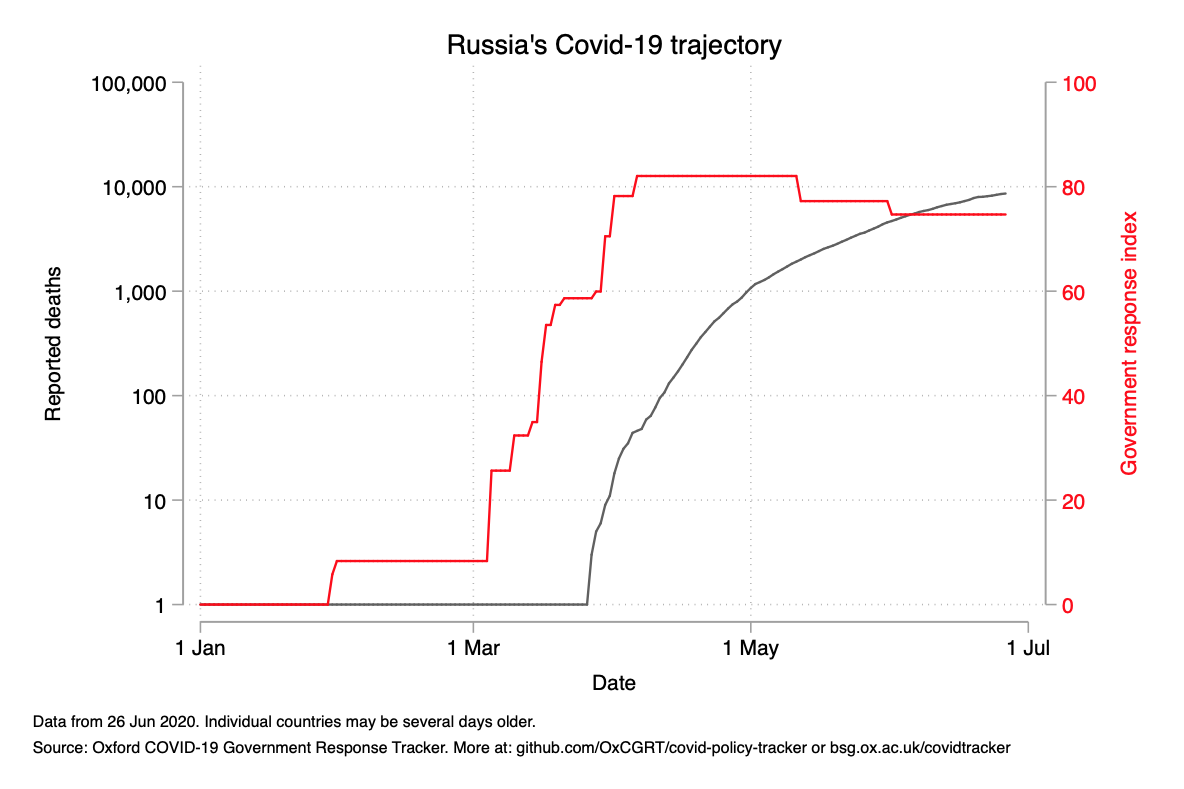 Russia's Covid-19 trajectory
100,000
10,000
1,000
100
10
1
Reported deaths
100
80
60
40
20
0
Government response index
1 Jan
1 Mar
1 May
1 Jul
Date
Data from 26 Jun 2020. Individual countries may be several days older.
Source: Oxford COVID-19 Government Response Tracker. More at: github.com/OxCGRT/covid-policy-tracker or bsg.ox.ac.uk/covidtracker